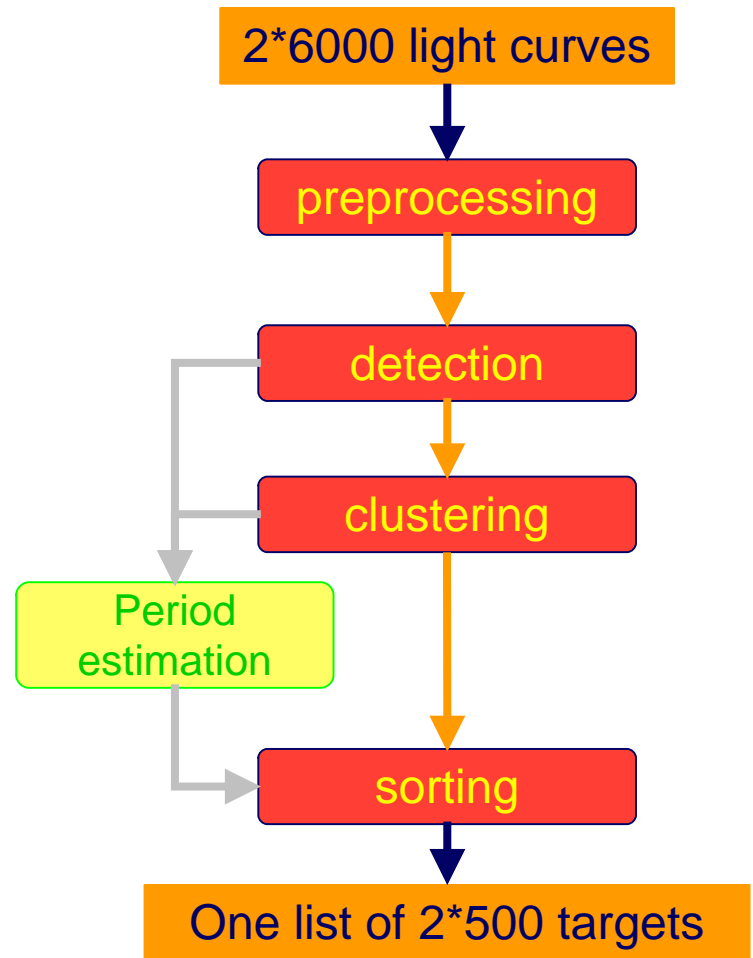 2*6000 light curves
preprocessing
detection
clustering
Period
estimation
sorting
One list of 2*500 targets